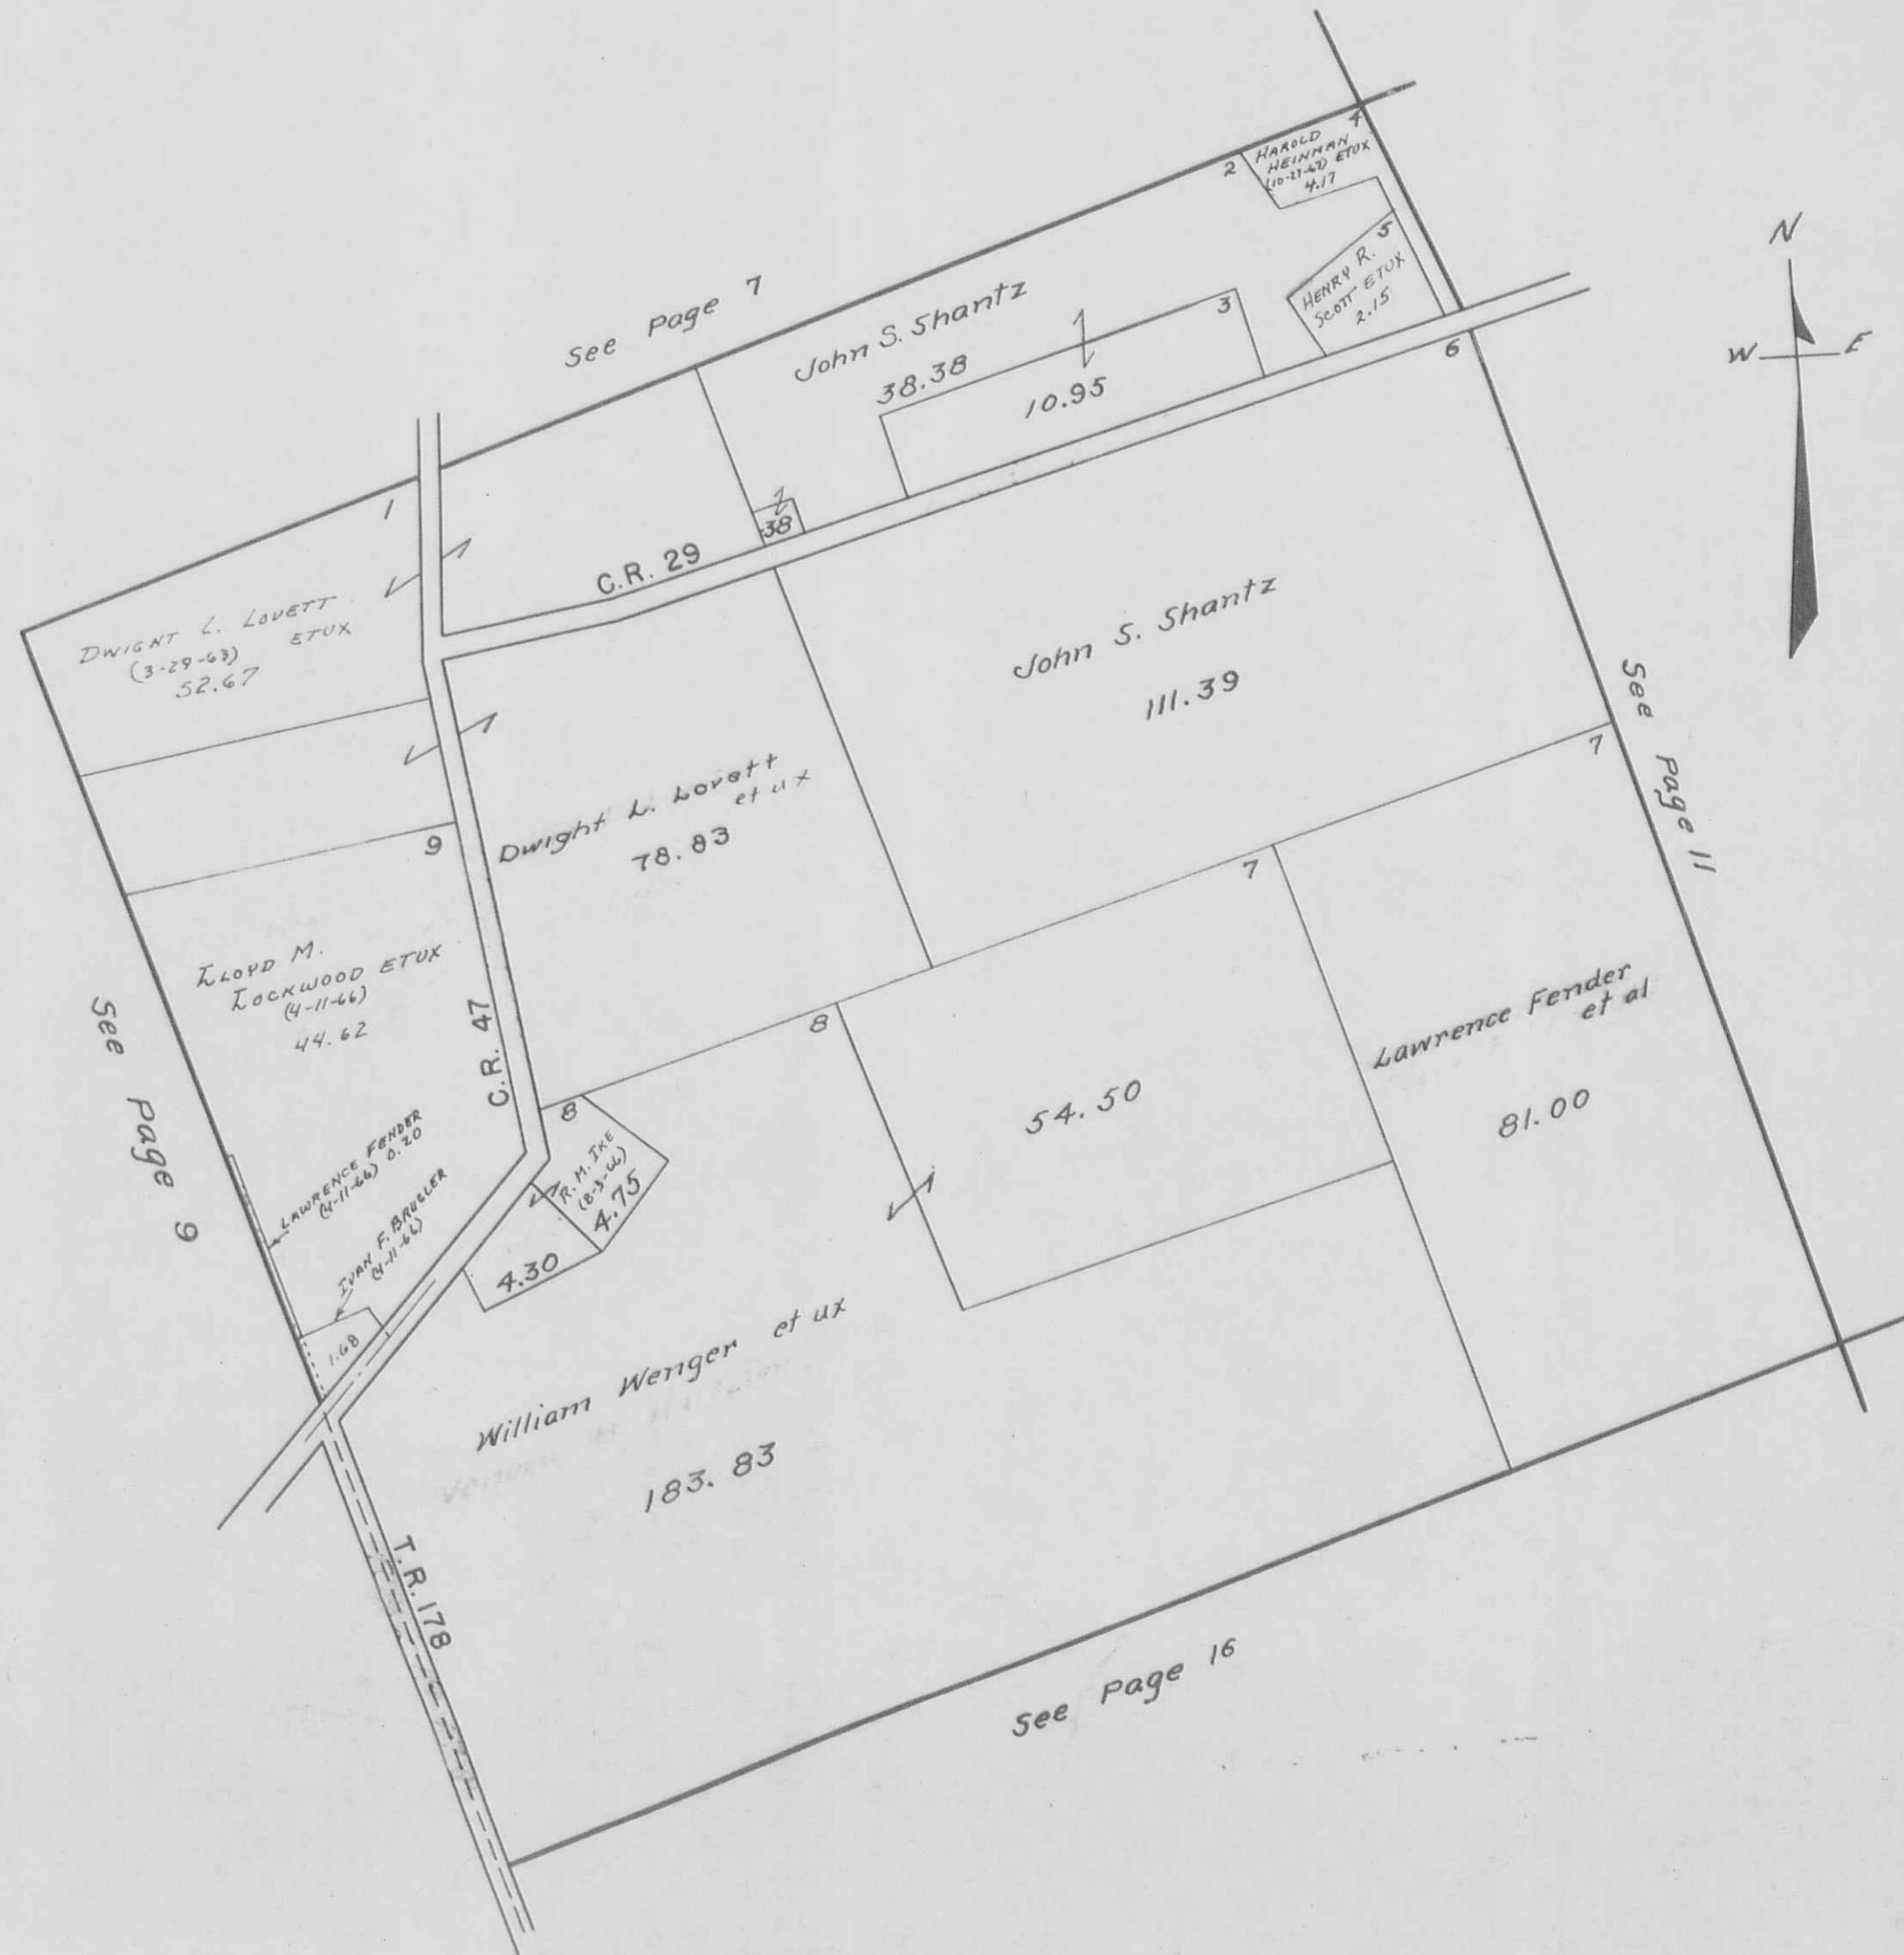 4
HAROLD
HEINMAN
ETUX
4.17
2
N
W E
HENRY R. 5
SCOTT ETUX
2.15
See Page 7
John S. Shantz
38.38
3
10.95
6
1
.38
C.R. 29
DWIGHT L. LOVETT
(3-29-63) ETUX
52.67
John S. Shantz
111.39
See Page 11
7
Dwight L. Lovett
et ux
78.83
9
7
LLOYD M.
LOCKWOOD ETUX
(4-11-66)
44.62
C.R. 47
See Page 9
8
Lawrence Fender
et al
81.00
54.50
8
R. M. IKE
(8-3-66)
4.75
LAWRENCE FENDER
(4-11-66) 0.20
IVAN F. BRUGLER
(4-11-66)
1.68
4.30
William Wenger et ux
183.83
T.R. 178
See Page 16